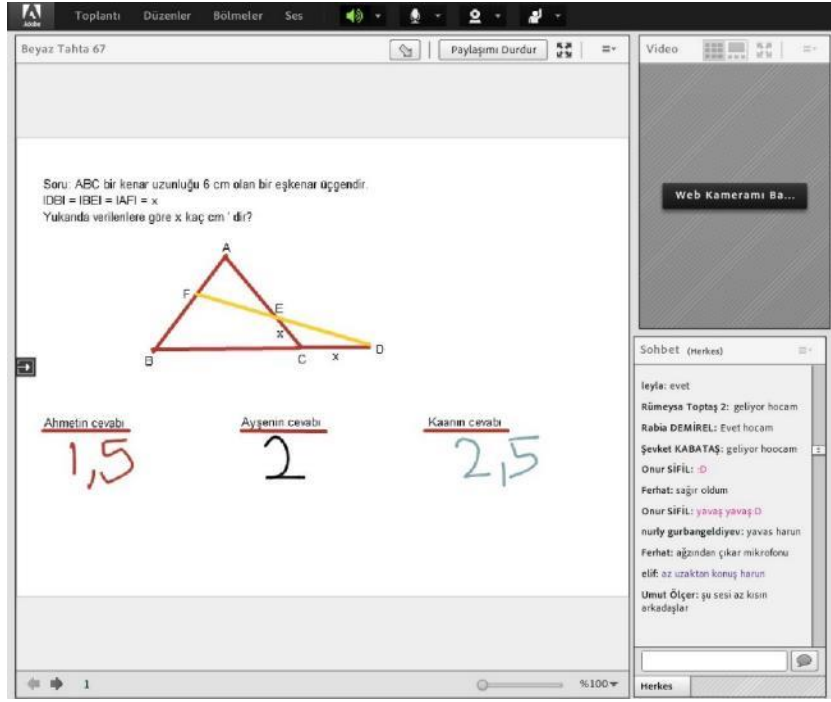 Adobe
Toplantı Düzenler Bölmeler Ses
Beyaz Tahta 67
Paylaşımı Durdur
Soru: ABC bir kenar uzunluğu 6 cm olan bir eşkenar üçgendir.
IDBI = IBEI = IAFI = x
Yukarıda verilenlere göre x kaç cm ' dir?
A
F
E
x
B
C
x
D
Ahmetin cevabı
1,5
Ayşenin cevabı
2
Kaanın cevabı
2,5
1
%100
Video
Web Kameramı Ba...
Sohbet (Herkes)
leyla: evet
Rümeysa Toptaş 2: geliyor hocam
Rabia DEMİREL: Evet hocam
Şevket KABATAŞ: geliyor hoocam
Onur SİFİL: :D
Ferhat: sağır oldum
Onur SİFİL: yavaş yavaş:D
nurly gurbangeldiyev: yavas harun
Ferhat: ağzından çıkar mikrofonu
elif: az uzaktan konuş harun
Umut Ölçer: şu sesi az kısın
arkadaşlar
Herkes